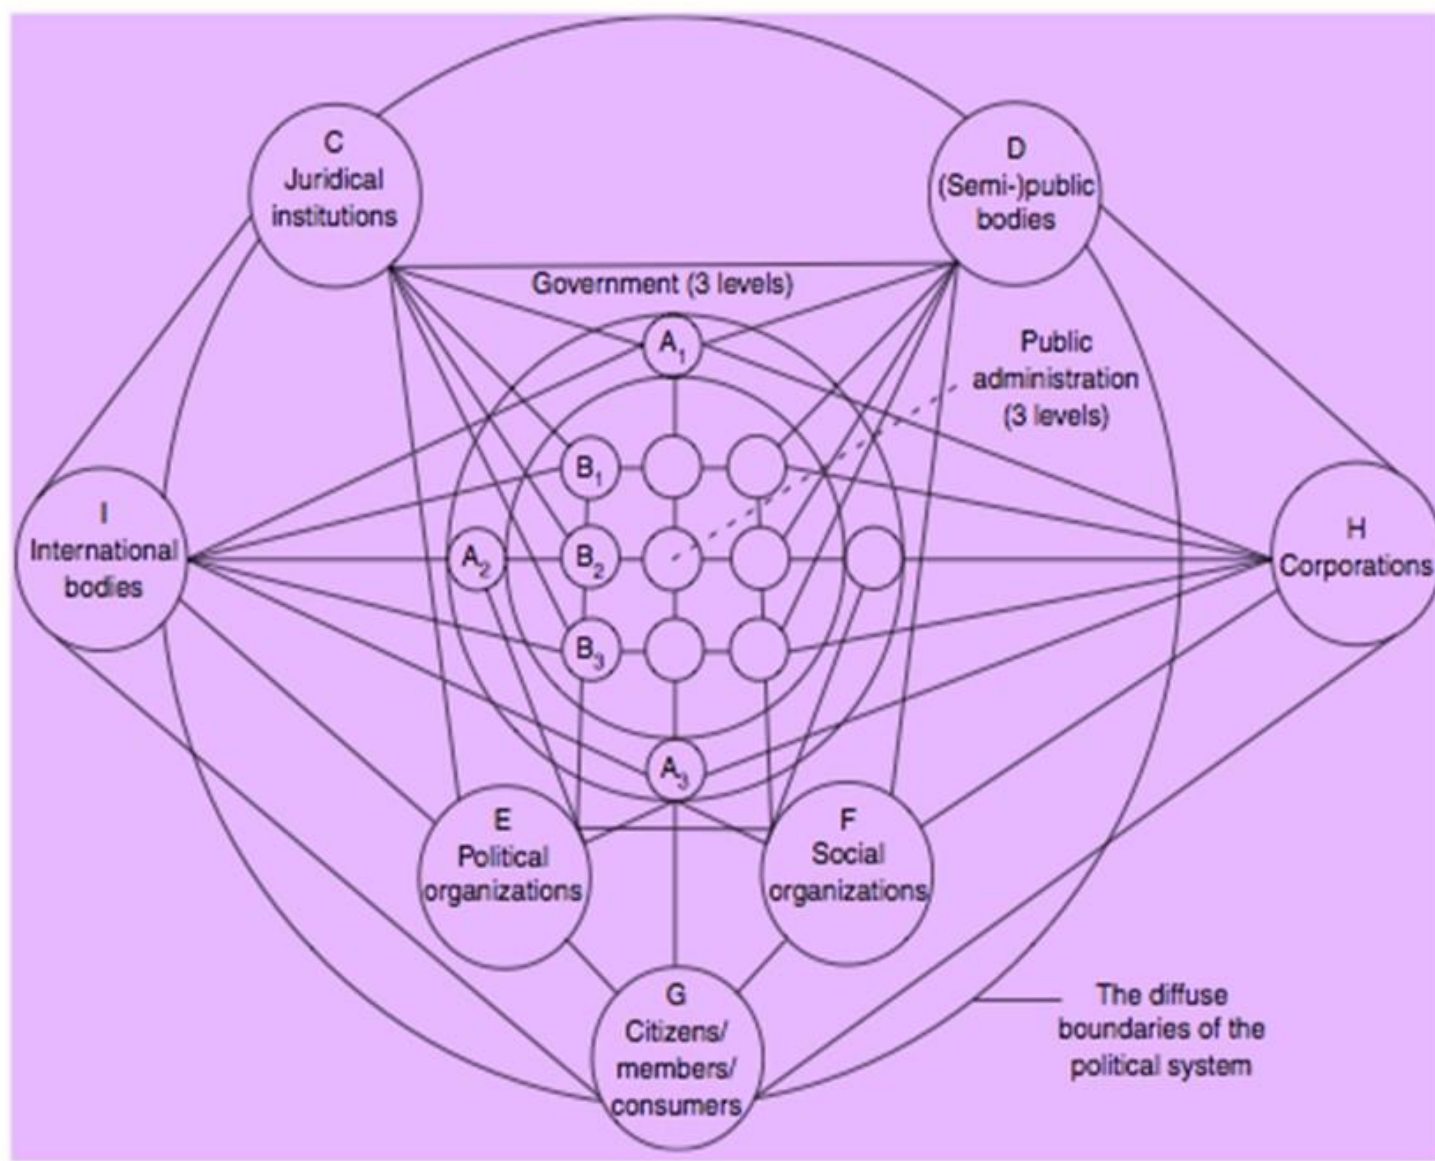 C
Juridical
institutions
D
(Semi-)public
bodies
Government (3 levels)
A1
Public
administration
(3 levels)
B1
I
International
bodies
A2
B2
H
Corporations
B3
A3
E
Political
organizations
F
Social
organizations
G
Citizens/
members/
consumers
The diffuse
boundaries of the
political system